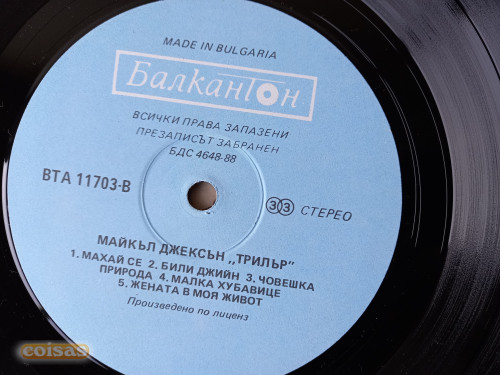 MADE IN BULGARIA
Балкантон
ВСИЧКИ ПРАВА ЗАПАЗЕНИ
ПРЕЗАПИСЪТ ЗАБРАНЕН
БДС 4648-88
ВТА 11703-В
33 СТЕРЕО
МАЙКЪЛ ДЖЕКСЪН „ТРИЛЪР”
1. МАХАЙ СЕ 2. БИЛИ ДЖИЙН 3. ЧОВЕШКА
ПРИРОДА 4. МАЛКА ХУБАВИЦЕ
5. ЖЕНАТА В МОЯ ЖИВОТ
Произведено по лиценз
coisas